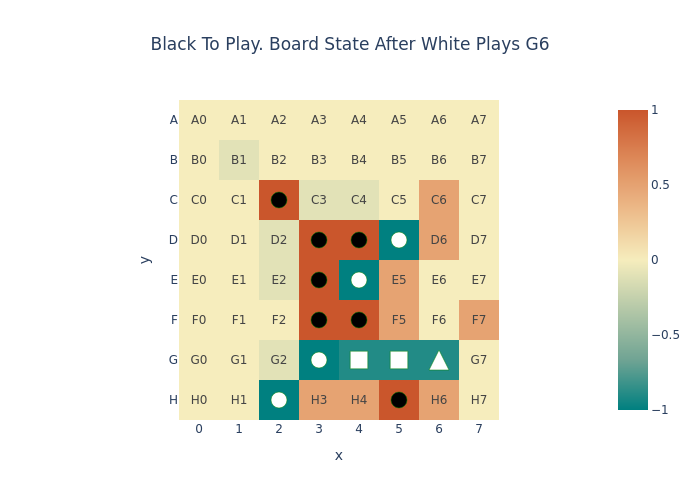 Black To Play. Board State After White Plays G6
A A0 A1 A2 A3 A4 A5 A6 A7
B B0 B1 B2 B3 B4 B5 B6 B7
C C0 C1 C3 C4 C5 C6 C7
D D0 D1 D2 D6 D7
E E0 E1 E2 E5 E6 E7
F F0 F1 F2 F5 F6 F7
G G0 G1 G2 G7
H H0 H1 H3 H4 H6 H7
0 1 2 3 4 5 6 7
x
y
1
0.5
0
−0.5
−1